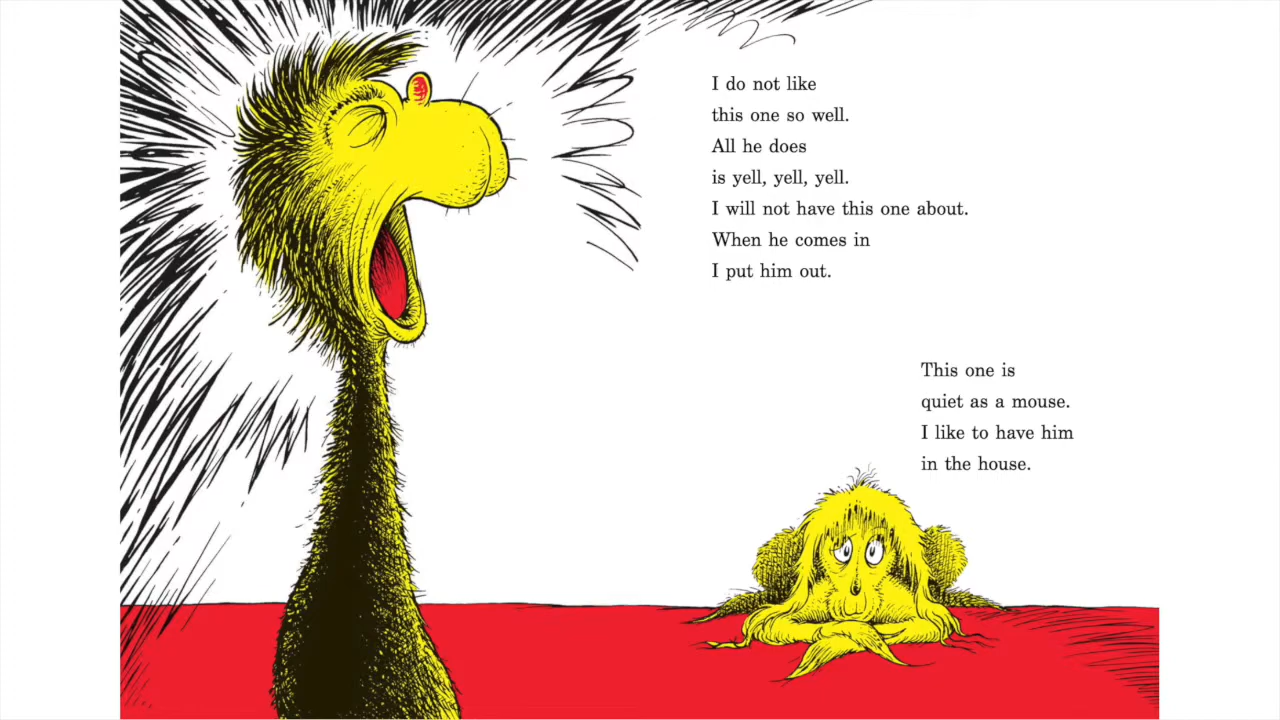 I do not like
this one so well.
All he does
is yell, yell, yell.
I will not have this one about.
When he comes in
I put him out.
This one is
quiet as a mouse.
I like to have him
in the house.